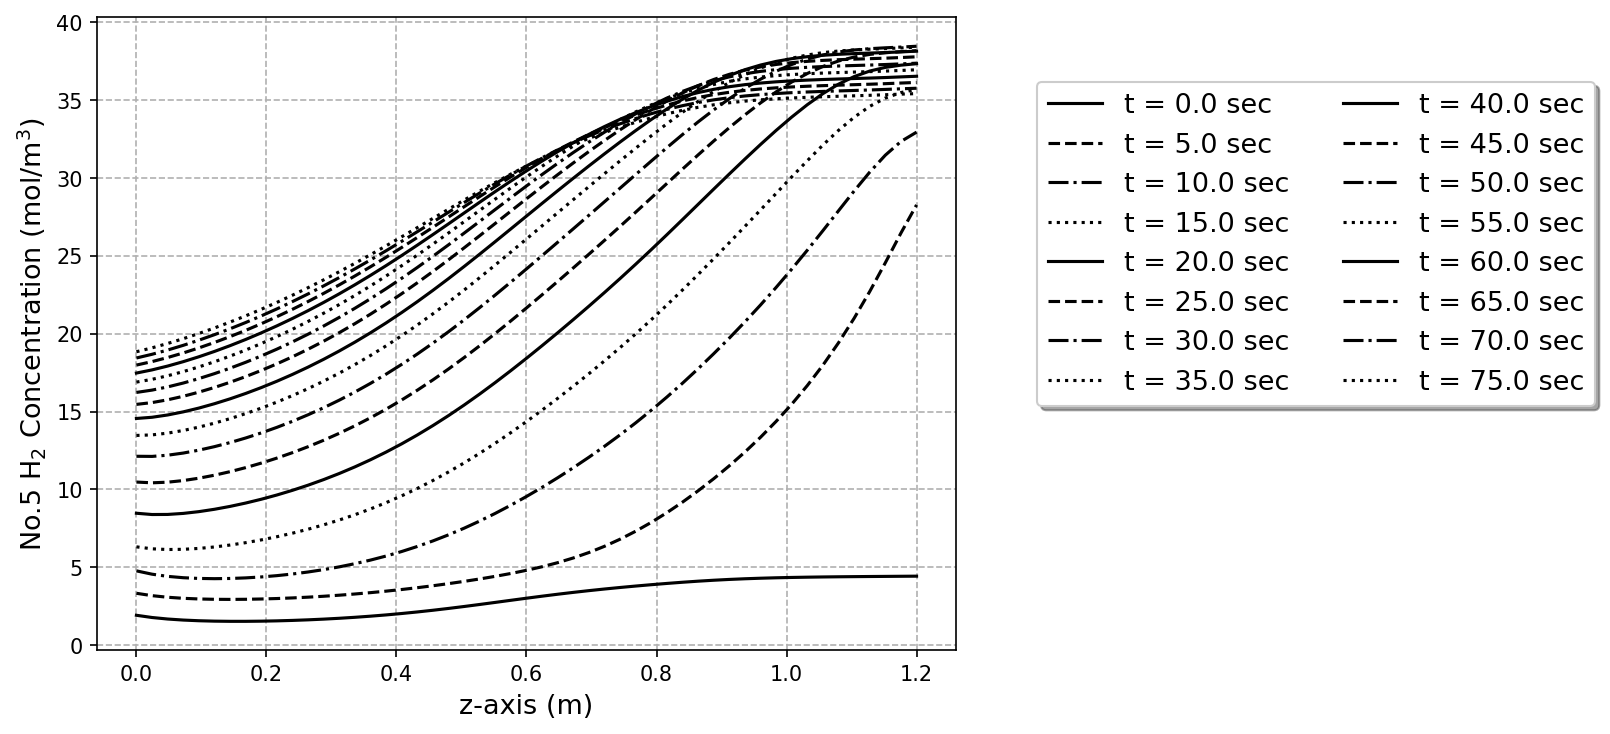 40
35
30
25
20
15
10
5
0
0.0 0.2 0.4 0.6 0.8 1.0 1.2
No.5 H₂ Concentration (mol/m³)
z-axis (m)
t = 0.0 sec
t = 5.0 sec
t = 10.0 sec
t = 15.0 sec
t = 20.0 sec
t = 25.0 sec
t = 30.0 sec
t = 35.0 sec
t = 40.0 sec
t = 45.0 sec
t = 50.0 sec
t = 55.0 sec
t = 60.0 sec
t = 65.0 sec
t = 70.0 sec
t = 75.0 sec